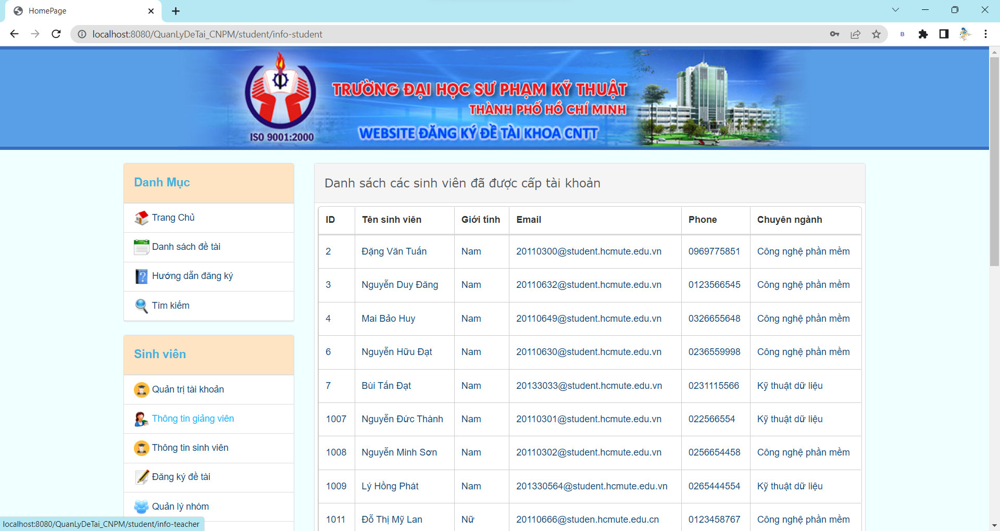 HomePage
localhost:8080/QuanLyDeTai_CNPM/student/info-student
B
TRƯỜNG ĐẠI HỌC SƯ PHẠM KỸ THUẬT
THÀNH PHỐ HỒ CHÍ MINH
WEBSITE ĐĂNG KÝ ĐỀ TÀI KHOA CNTT
ISO 9001:2000
Danh Mục
Trang Chủ
Danh sách đề tài
Hướng dẫn đăng ký
Tìm kiếm
Sinh viên
Quản trị tài khoản
Thông tin giảng viên
Thông tin sinh viên
Đăng ký đề tài
Quản lý nhóm
Danh sách các sinh viên đã được cấp tài khoản
ID Tên sinh viên Giới tính Email Phone Chuyên ngành
2 Đặng Văn Tuấn Nam 20110300@student.hcmute.edu.vn 0969775851 Công nghệ phần mềm
3 Nguyễn Duy Đăng Nam 20110632@student.hcmute.edu.vn 0123566545 Công nghệ phần mềm
4 Mai Bảo Huy Nam 20110649@student.hcmute.edu.vn 0326655648 Công nghệ phần mềm
6 Nguyễn Hữu Đạt Nam 20110630@student.hcmute.edu.vn 0236559998 Công nghệ phần mềm
7 Bùi Tấn Đạt Nam 20133033@student.hcmute.edu.vn 0231115566 Kỹ thuật dữ liệu
1007 Nguyễn Đức Thành Nam 20110301@student.hcmute.edu.vn 022566554 Kỹ thuật dữ liệu
1008 Nguyễn Minh Sơn Nam 20110302@student.hcmute.edu.vn 0256654458 Công nghệ phần mềm
1009 Lý Hồng Phát Nam 201330564@student.hcmute.edu.vn 0265444554 Kỹ thuật dữ liệu
1011 Đỗ Thị Mỹ Lan Nữ 20110666@studen.hcmute.edu.cn 0123458767 Công nghệ phần mềm
localhost:8080/QuanLyDeTai_CNPM/student/info-teacher